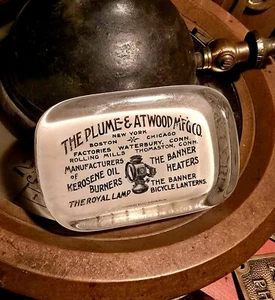 THE PLUME & ATWOOD MFG CO.
NEW YORK
BOSTON CHICAGO
FACTORIES WATERBURY, CONN.
ROLLING MILLS THOMASTON, CONN.
MANUFACTURERS
OF
KEROSENE OIL
BURNERS
THE ROYAL LAMP
THE BANNER
HEATERS
THE BANNER
BICYCLE LANTERNS.